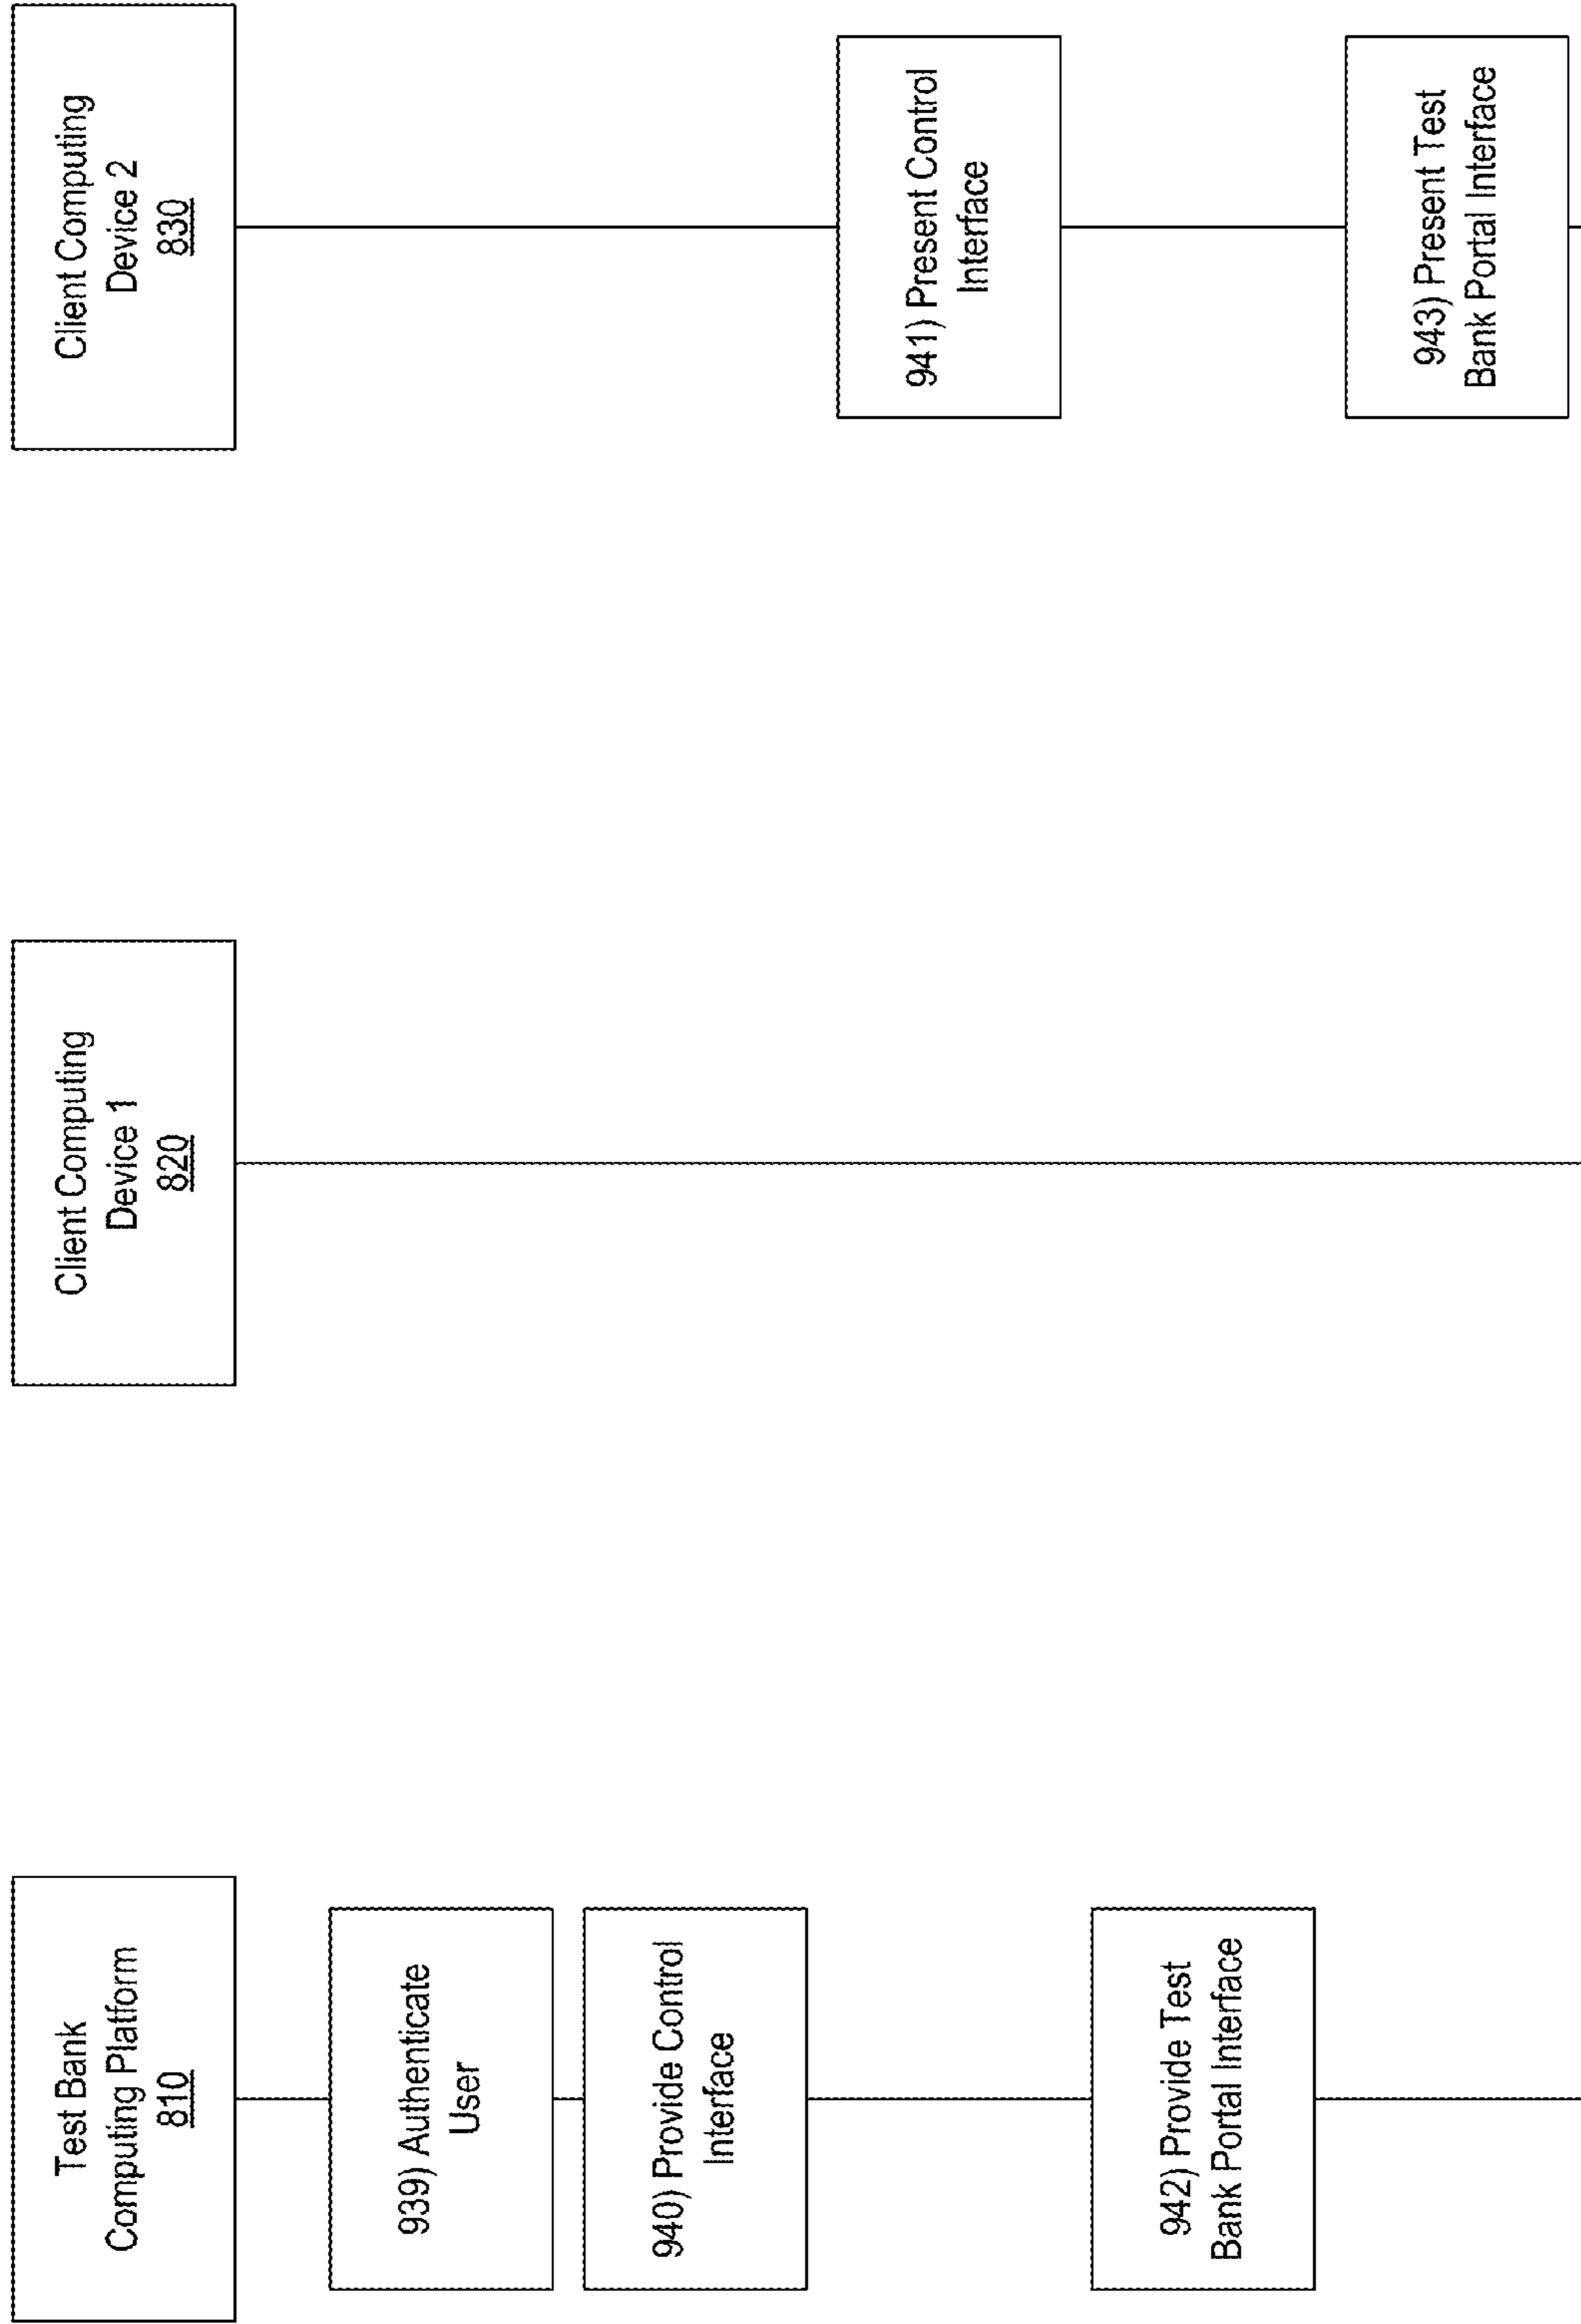 Test Bank
Computing Platform
810
Client Computing
Device 1
820
Client Computing
Device 2
830
939) Authenticate
User
940) Provide Control
Interface
941) Present Control
Interface
942) Provide Test
Bank Portal Interface
943) Present Test
Bank Portal Interface